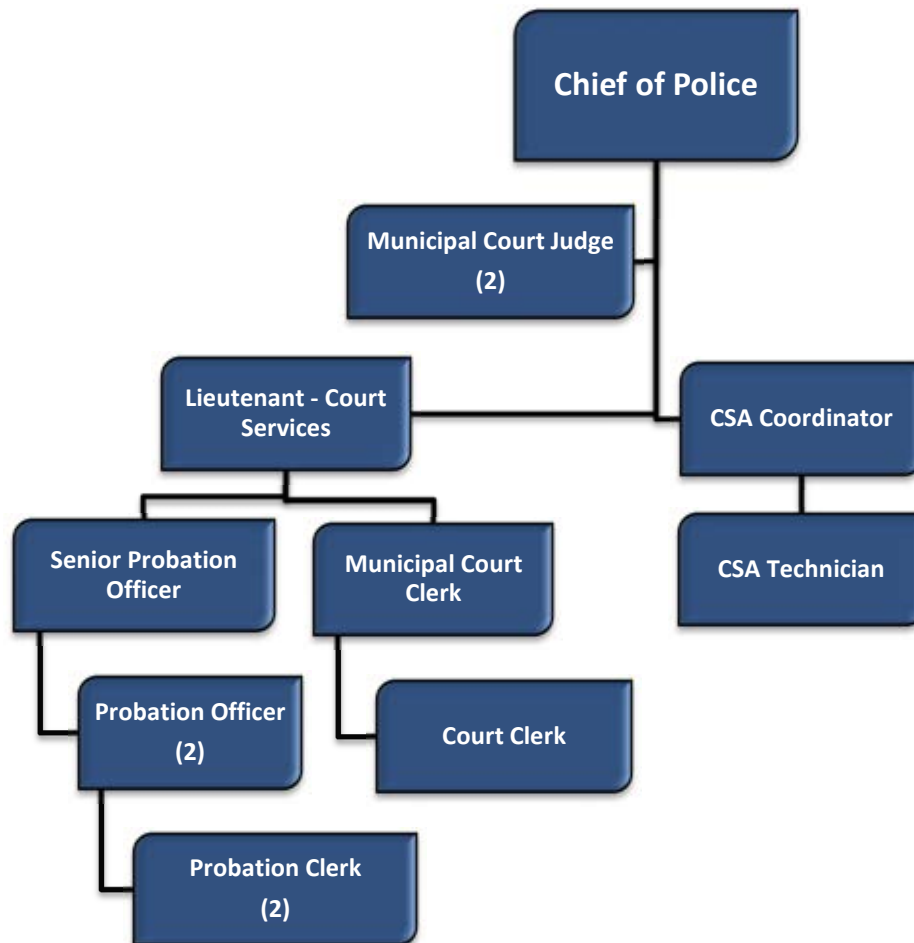 Chief of Police
Municipal Court Judge
(2)
Lieutenant - Court
Services
CSA Coordinator
Senior Probation
Officer
Municipal Court
Clerk
CSA Technician
Probation Officer
(2)
Court Clerk
Probation Clerk
(2)